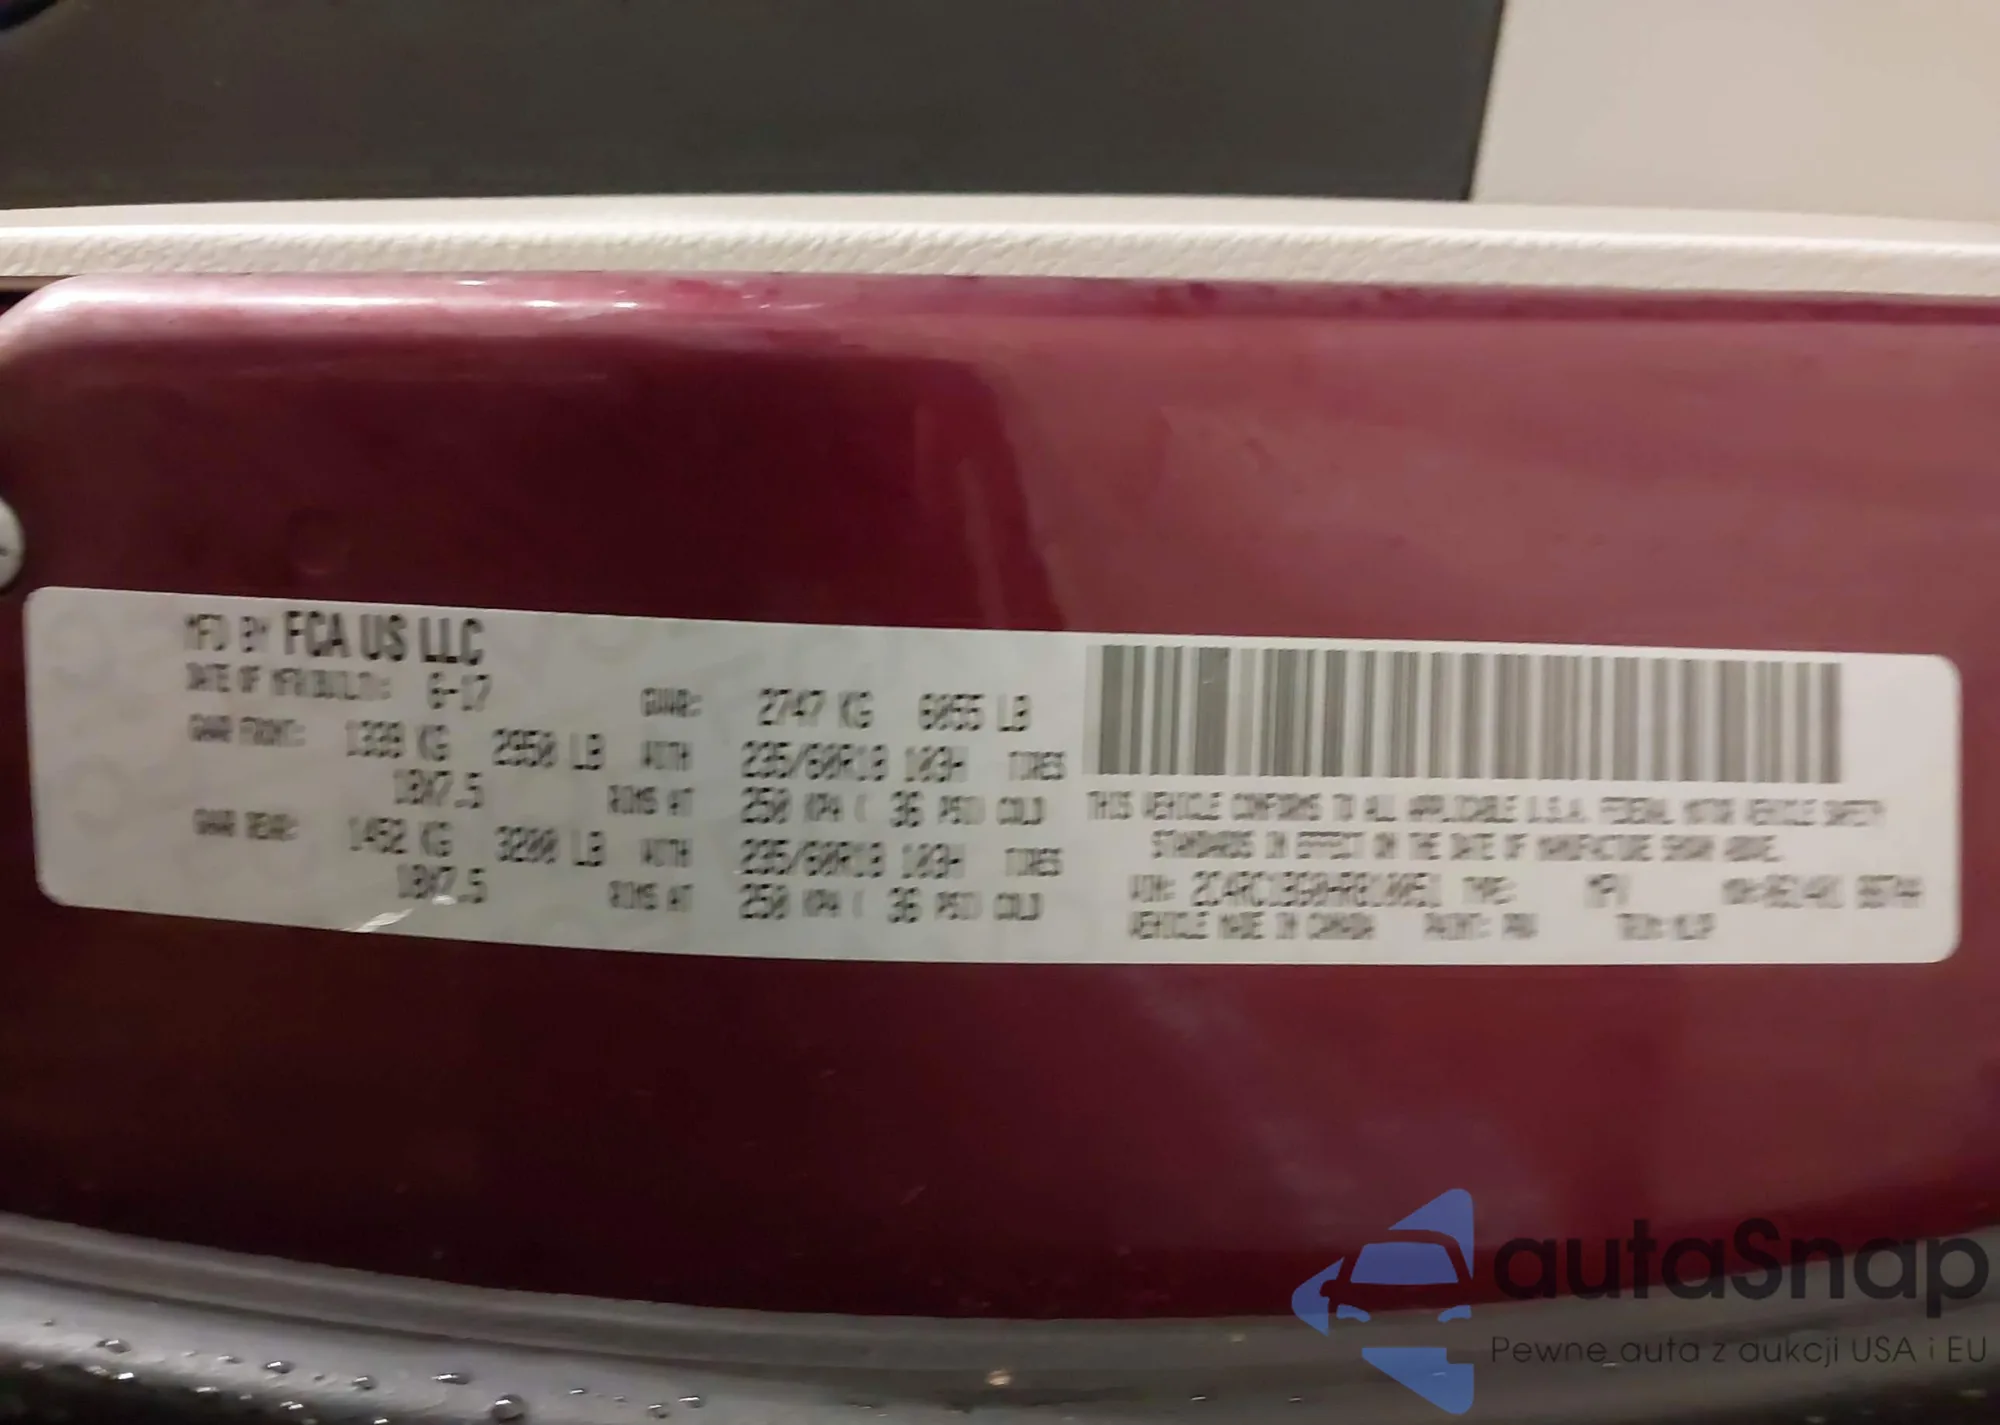 MFD BY FCA US LLC
DATE OF MFR/BUILT: 6-17
GVWR: 2747 KG 6055 LB
GAWR FRONT: 1339 KG 2950 LB WITH 235/60R18 103H TIRES
18X7.5 RIMS AT 250 KPA ( 36 PSI) COLD
GAWR REAR: 1452 KG 3200 LB WITH 235/60R18 103H TIRES
18X7.5 RIMS AT 250 KPA ( 36 PSI) COLD
THIS VEHICLE CONFORMS TO ALL APPLICABLE U.S.A. FEDERAL MOTOR VEHICLE SAFETY
STANDARDS IN EFFECT ON THE DATE OF MANUFACTURE SHOWN ABOVE.
VIN: TYPE: MPV
VEHICLE MADE IN CANADA PAINT: TRIM:
autaSnap
Pewne auta z aukcji USA i EU